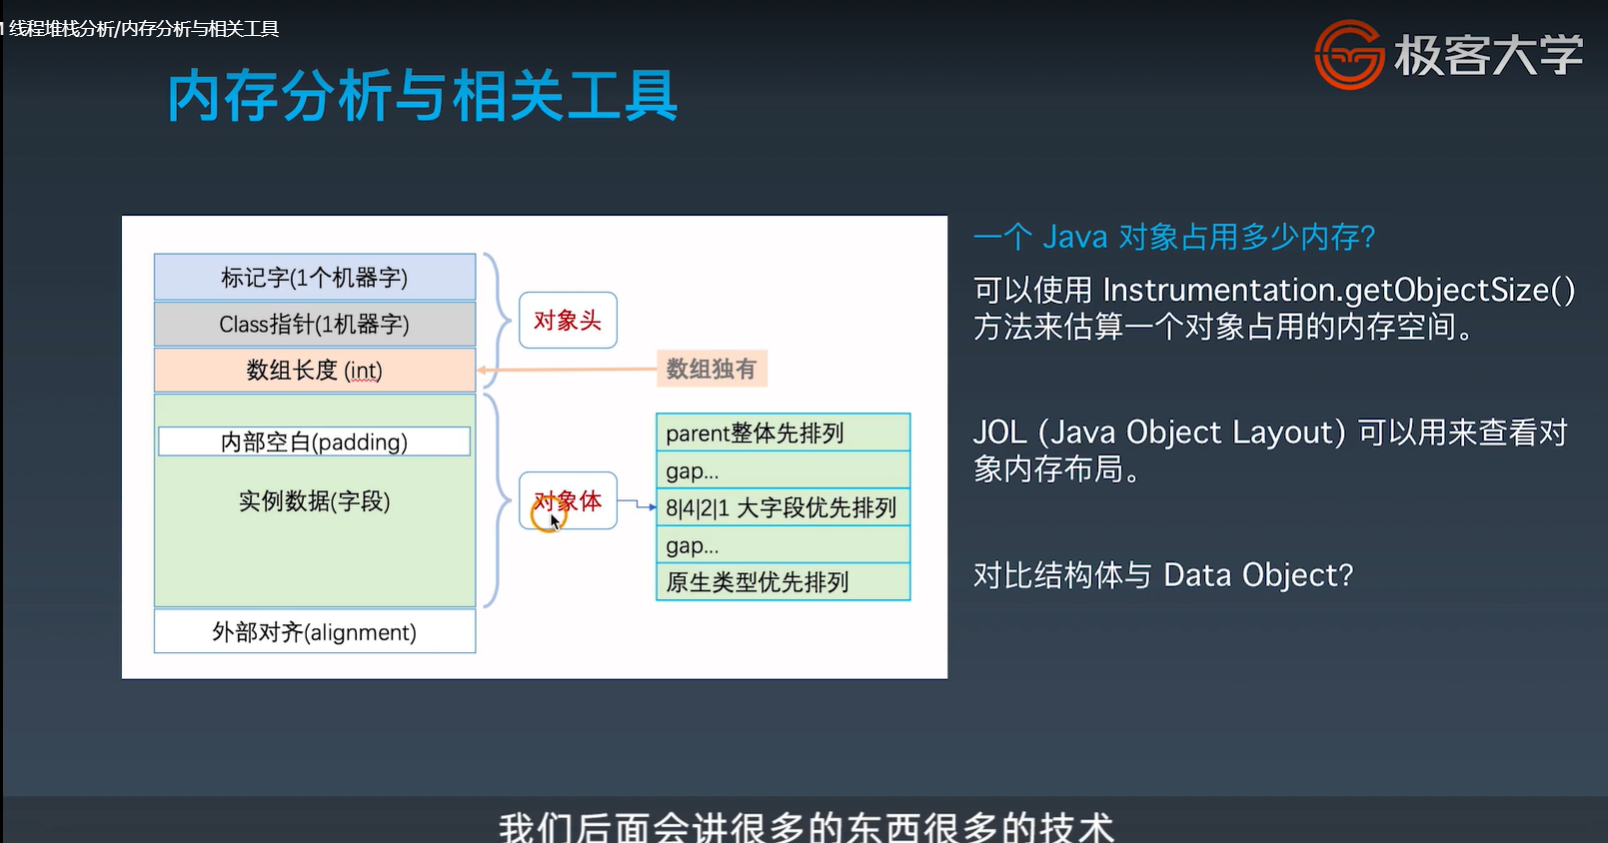 线程堆栈分析/内存分析与相关工具
极客大学
内存分析与相关工具
标记字(1个机器字)
Class指针(1机器字)
数组长度 (int)
内部空白(padding)
实例数据(字段)
外部对齐(alignment)
对象头
数组独有
对象体
parent整体先排列
gap...
8|4|2|1 大字段优先排列
gap...
原生类型优先排列
一个 Java 对象占用多少内存?
可以使用 Instrumentation.getObjectSize()
方法来估算一个对象占用的内存空间。
JOL (Java Object Layout) 可以用来查看对
象内存布局。
对比结构体与 Data Object?
我们后面会讲很多的东西很多的技术